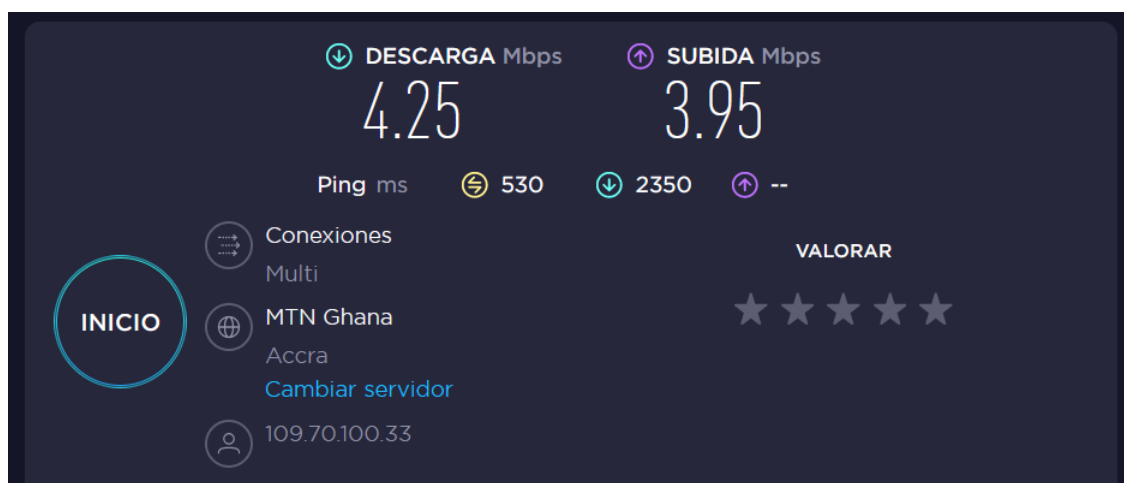 DESCARGA Mbps
4.25
SUBIDA Mbps
3.95
Ping ms 530 2350 --
Conexiones
Multi
MTN Ghana
Accra
Cambiar servidor
109.70.100.33
INICIO
VALORAR